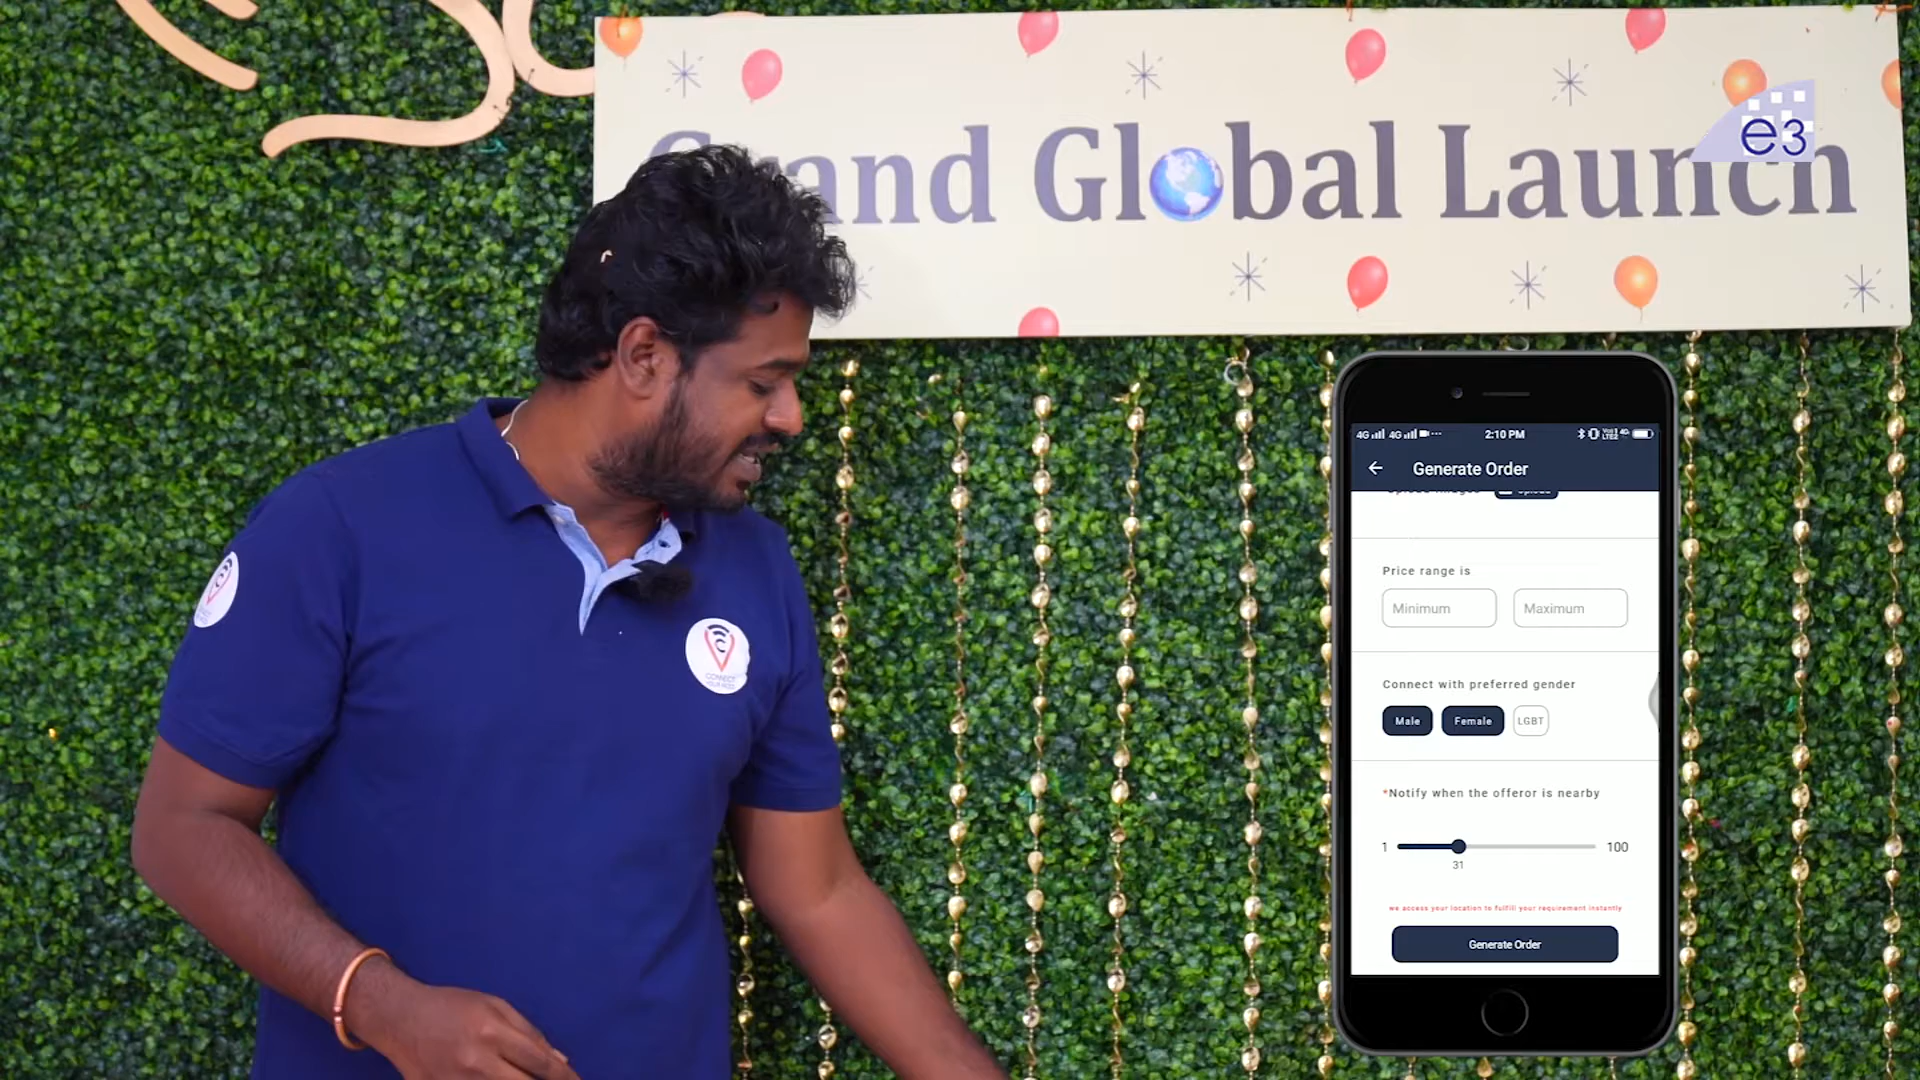 Grand Global Launch
e3
4G 4G 2:10 PM
Generate Order
Price range is
Minimum Maximum
Connect with preferred gender
Male Female LGBT
*Notify when the offeror is nearby
1 100
31
we access your location to fulfill your requirement instantly
Generate Order
CONNECT